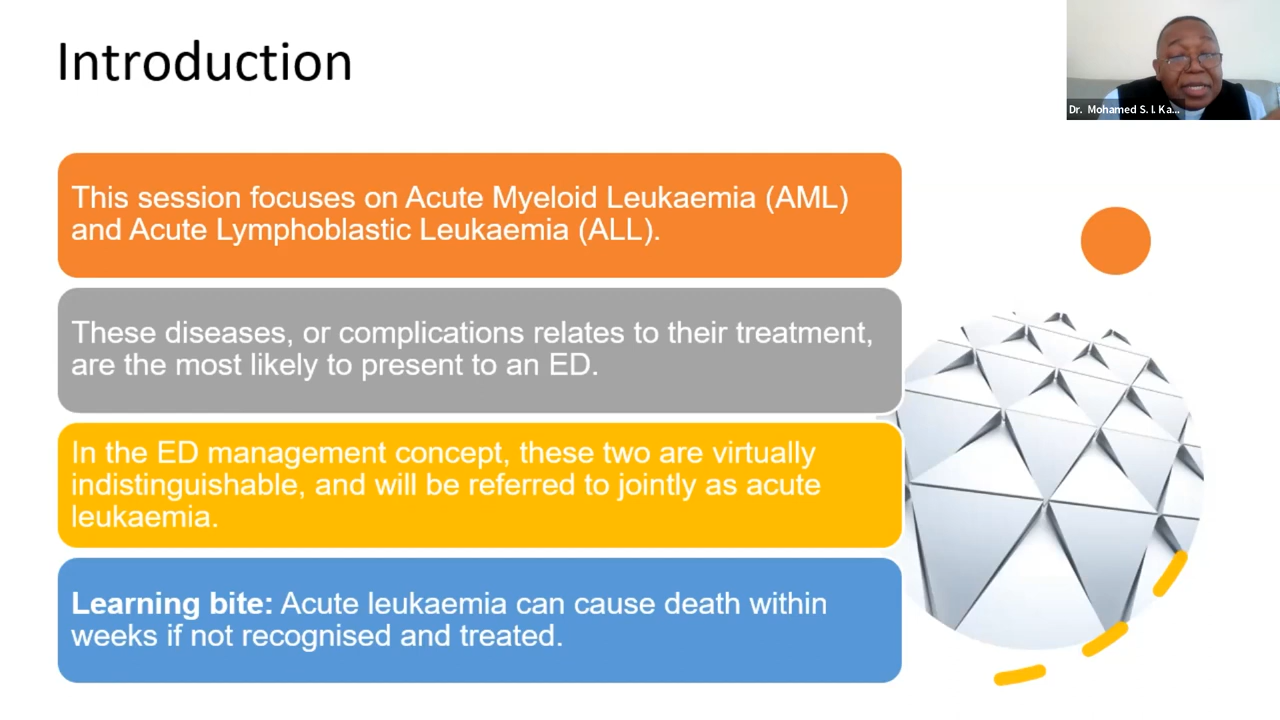 Introduction
Dr. Mohamed S. I. Ka...
This session focuses on Acute Myeloid Leukaemia (AML)
and Acute Lymphoblastic Leukaemia (ALL).
These diseases, or complications relates to their treatment,
are the most likely to present to an ED.
In the ED management concept, these two are virtually
indistinguishable, and will be referred to jointly as acute
leukaemia.
Learning bite: Acute leukaemia can cause death within
weeks if not recognised and treated.